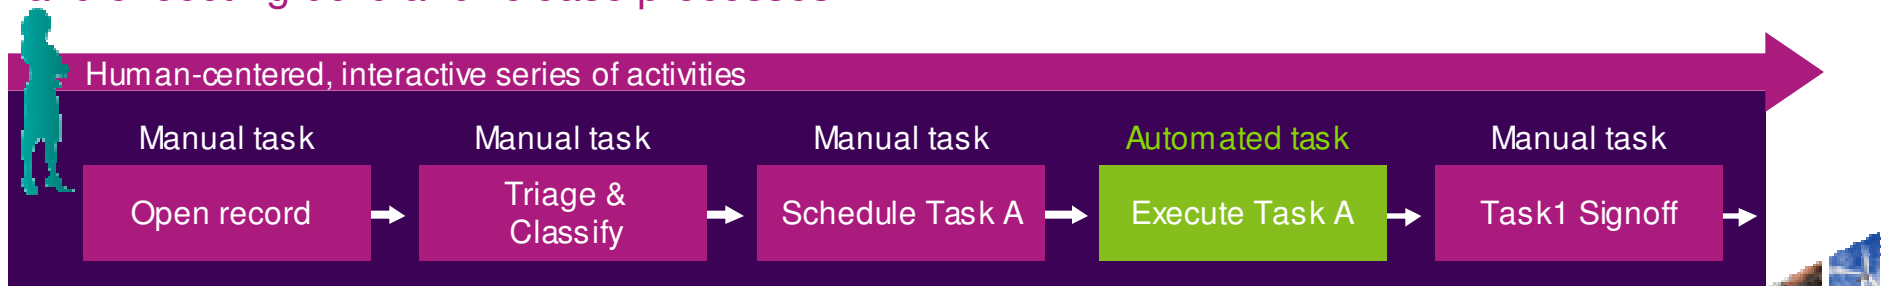 Human-centered, interactive series of activities
Manual task
Manual task
Manual task
Automated task
Manual task
Open record
Triage &
Classify
Schedule Task A
Execute Task A
Task1 Signoff